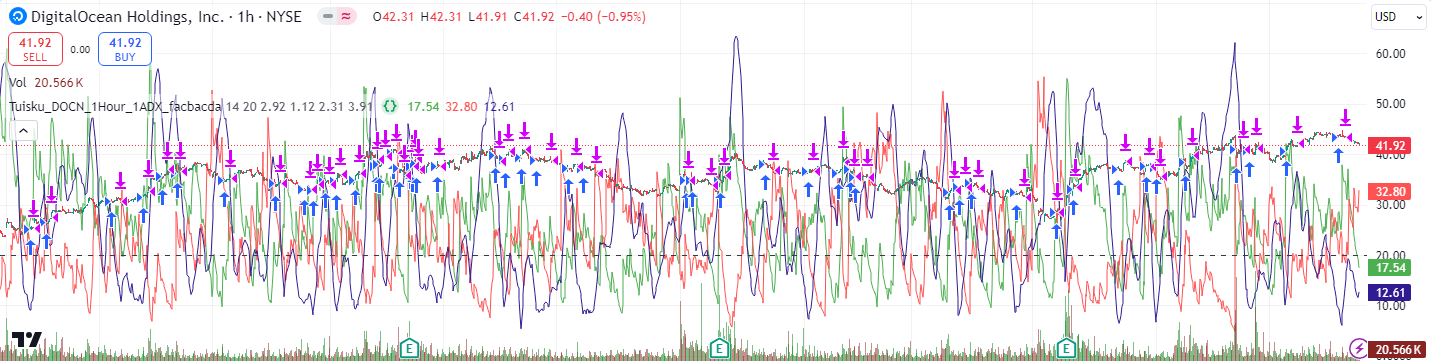 DigitalOcean Holdings, Inc. · 1h · NYSE
O42.31 H42.31 L41.91 C41.92 −0.40 (−0.95%)
USD
41.92
SELL
0.00
41.92
BUY
Vol 20.566 K
Tuisku_DOCN_1Hour_1ADX_facbacda 14 20 2.92 1.12 2.31 3.91 17.54 32.80 12.61
60.00
50.00
41.92
40.00
32.80
30.00
20.00
17.54
12.61
10.00
20.566K
E
E
E